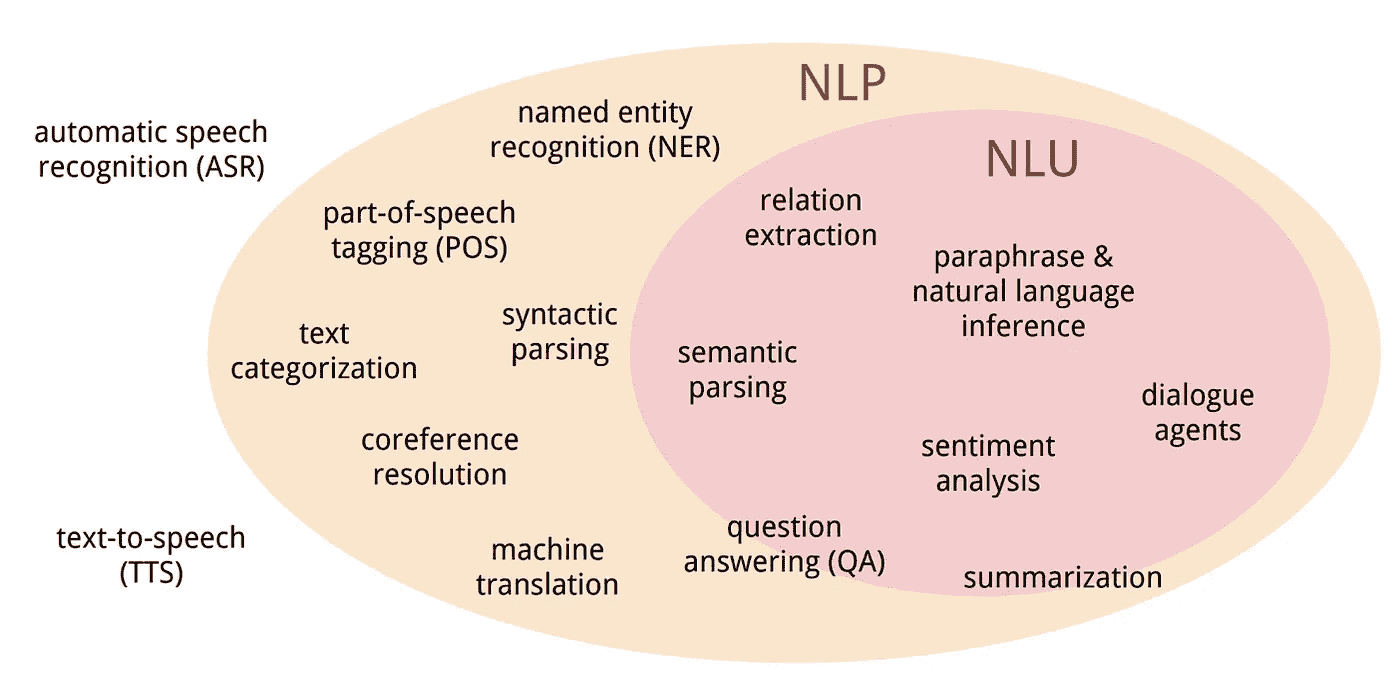 NLP
NLU
automatic speech
recognition (ASR)
named entity
recognition (NER)
part-of-speech
tagging (POS)
relation
extraction
paraphrase &
natural language
inference
text
categorization
syntactic
parsing
semantic
parsing
dialogue
agents
coreference
resolution
sentiment
analysis
text-to-speech
(TTS)
machine
translation
question
answering (QA)
summarization